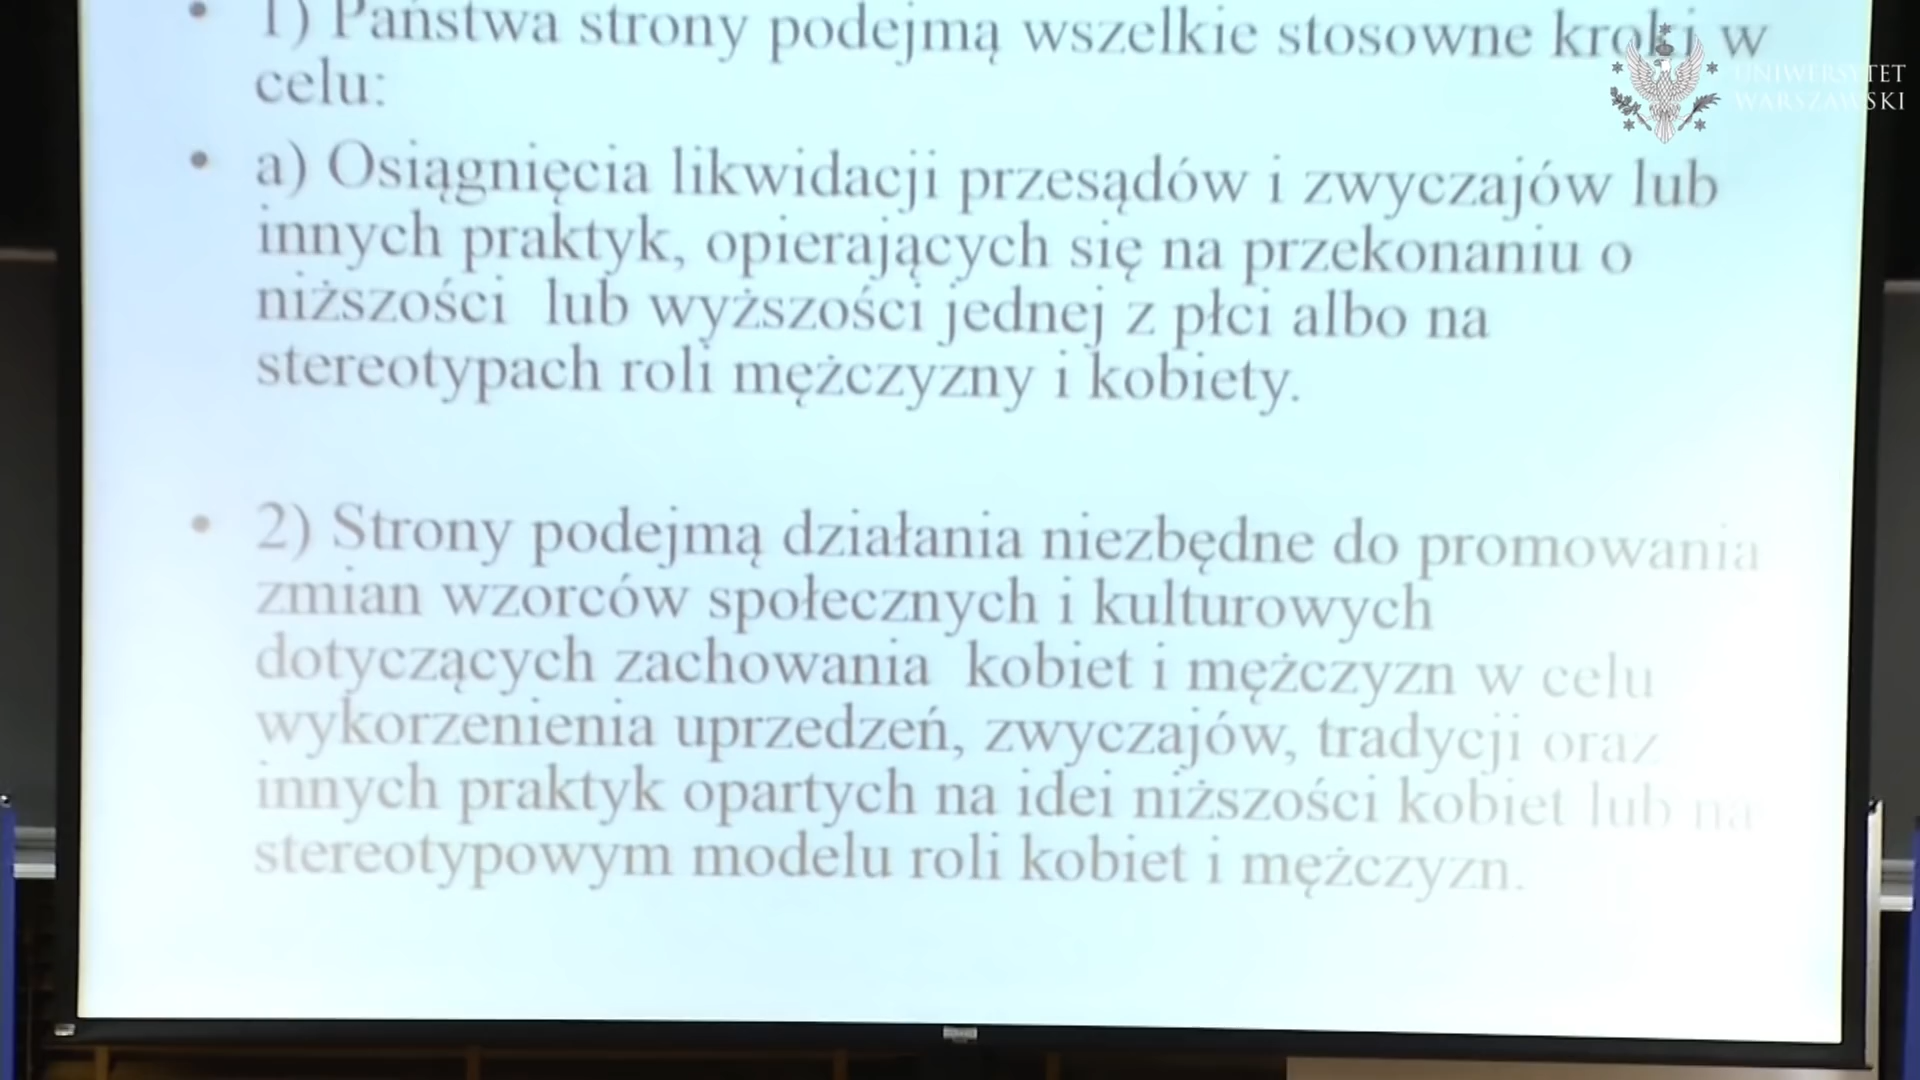 • 1) Państwa strony podejmą wszelkie stosowne kroki w
celu:
• a) Osiągnięcia likwidacji przesądów i zwyczajów lub
innych praktyk, opierających się na przekonaniu o
niższości lub wyższości jednej z płci albo na
stereotypach roli mężczyzny i kobiety.
• 2) Strony podejmą działania niezbędne do promowania
zmian wzorców społecznych i kulturowych
dotyczących zachowania kobiet i mężczyzn w celu
wykorzenienia uprzedzeń, zwyczajów, tradycji oraz
innych praktyk opartych na idei niższości kobiet lub na
stereotypowym modelu roli kobiet i mężczyzn.
UNIWERSYTET
WARSZAWSKI